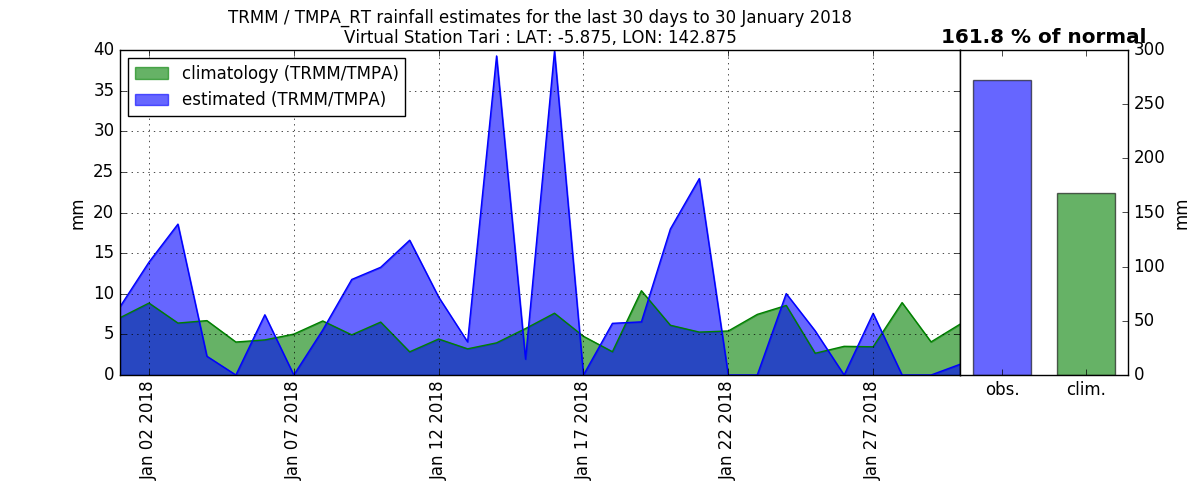 TRMM / TMPA_RT rainfall estimates for the last 30 days to 30 January 2018
Virtual Station Tari : LAT: -5.875, LON: 142.875
161.8 % of normal
climatology (TRMM/TMPA)
estimated (TRMM/TMPA)
mm
40
35
30
25
20
15
10
5
0
Jan 02 2018
Jan 07 2018
Jan 12 2018
Jan 17 2018
Jan 22 2018
Jan 27 2018
obs.
clim.
300
250
200
150
100
50
0
mm